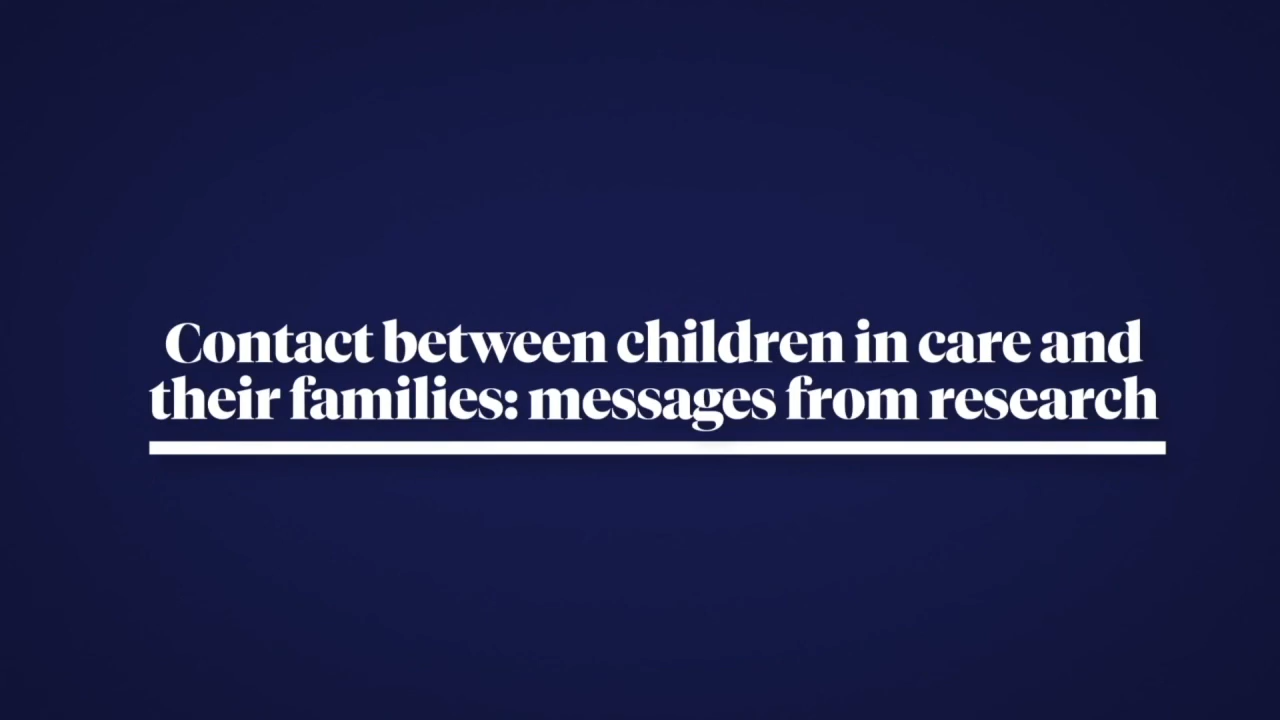 Contact between children in care and
their families: messages from research